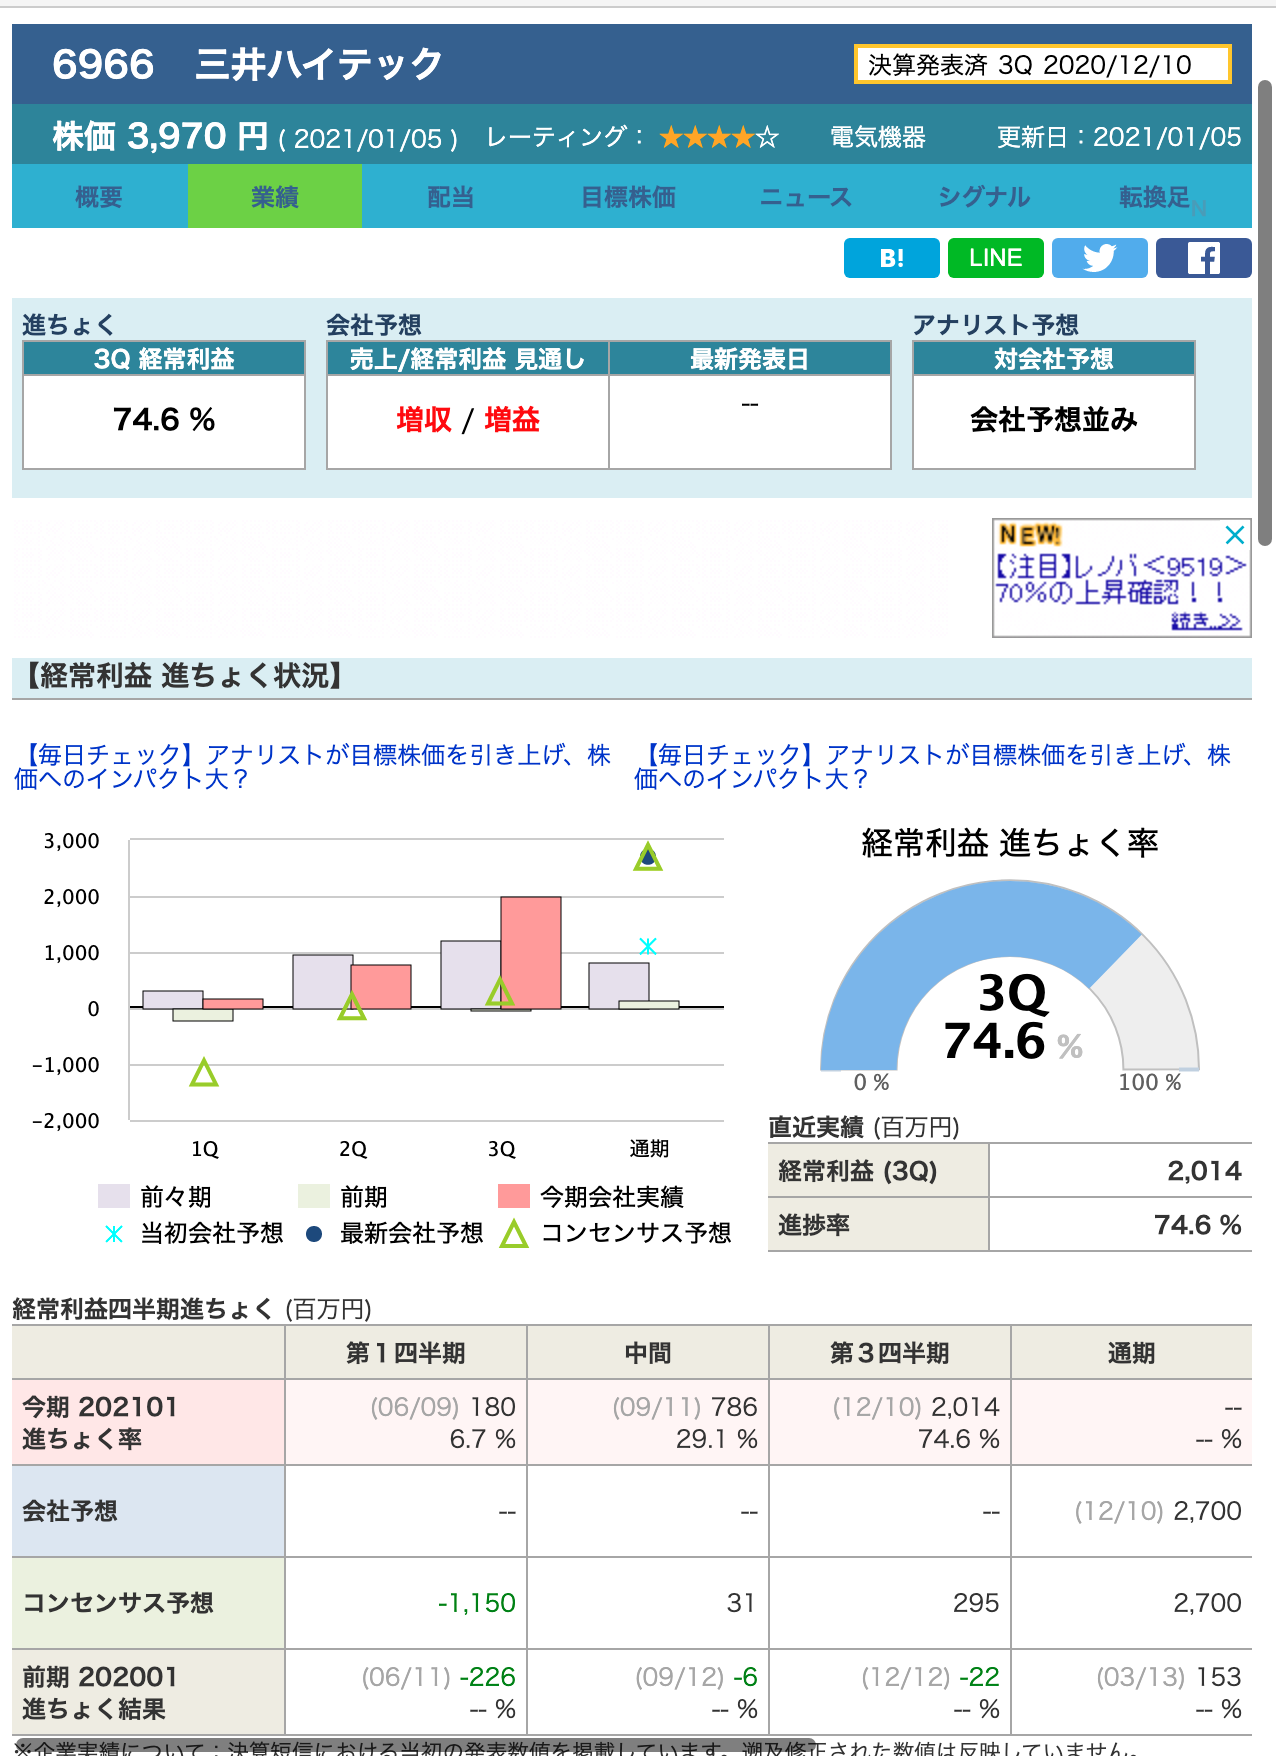 6966 三井ハイテック
決算発表済 3Q 2020/12/10
株価 3,970 円 ( 2021/01/05 ) レーティング： ★★★★☆ 電気機器 更新日：2021/01/05
概要 業績 配当 目標株価 ニュース シグナル 転換足
N
B! LINE
進ちょく 会社予想 アナリスト予想
3Q 経常利益 売上/経常利益 見通し 最新発表日 対会社予想
74.6 % 増収 / 増益 -- 会社予想並み
NEW!
【注目】レノバ<9519>
70%の上昇確認！！
続き..>>
【経常利益 進ちょく状況】
【毎日チェック】アナリストが目標株価を引き上げ、株
価へのインパクト大？
【毎日チェック】アナリストが目標株価を引き上げ、株
価へのインパクト大？
3,000
2,000
1,000
0
-1,000
-2,000
1Q 2Q 3Q 通期
前々期 前期 今期会社実績
当初会社予想 最新会社予想 コンセンサス予想
経常利益 進ちょく率
3Q
74.6 %
0 % 100 %
直近実績 (百万円)
経常利益 (3Q) 2,014
進捗率 74.6 %
経常利益四半期進ちょく (百万円)
第１四半期 中間 第３四半期 通期
今期 202101 (06/09) 180 (09/11) 786 (12/10) 2,014 --
進ちょく率 6.7 % 29.1 % 74.6 % -- %
会社予想 -- -- -- (12/10) 2,700
コンセンサス予想 -1,150 31 295 2,700
前期 202001 (06/11) -226 (09/12) -6 (12/12) -22 (03/13) 153
進ちょく結果 -- % -- % -- % -- %
※企業実績について：決算短信における当初の発表数値を掲載しています。遡及修正された数値は反映していません。